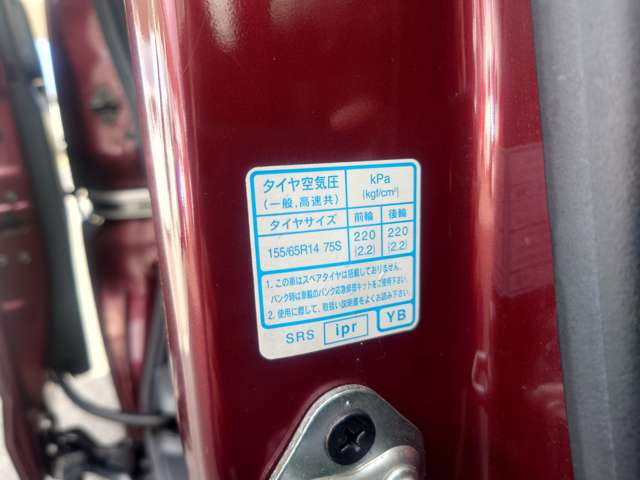 タイヤ空気圧 kPa
(一般,高速共) (kgf/cm²)
タイヤサイズ 前輪 後輪
155/65R14 75S 220 220
(2.2) (2.2)
1. この車はスペアタイヤは搭載しておりません。
パンク時は車載のパンク応急修理キットをご使用下さい。
2. 使用に際して、取扱い説明書をよくお読み下さい。
SRS ipr YB